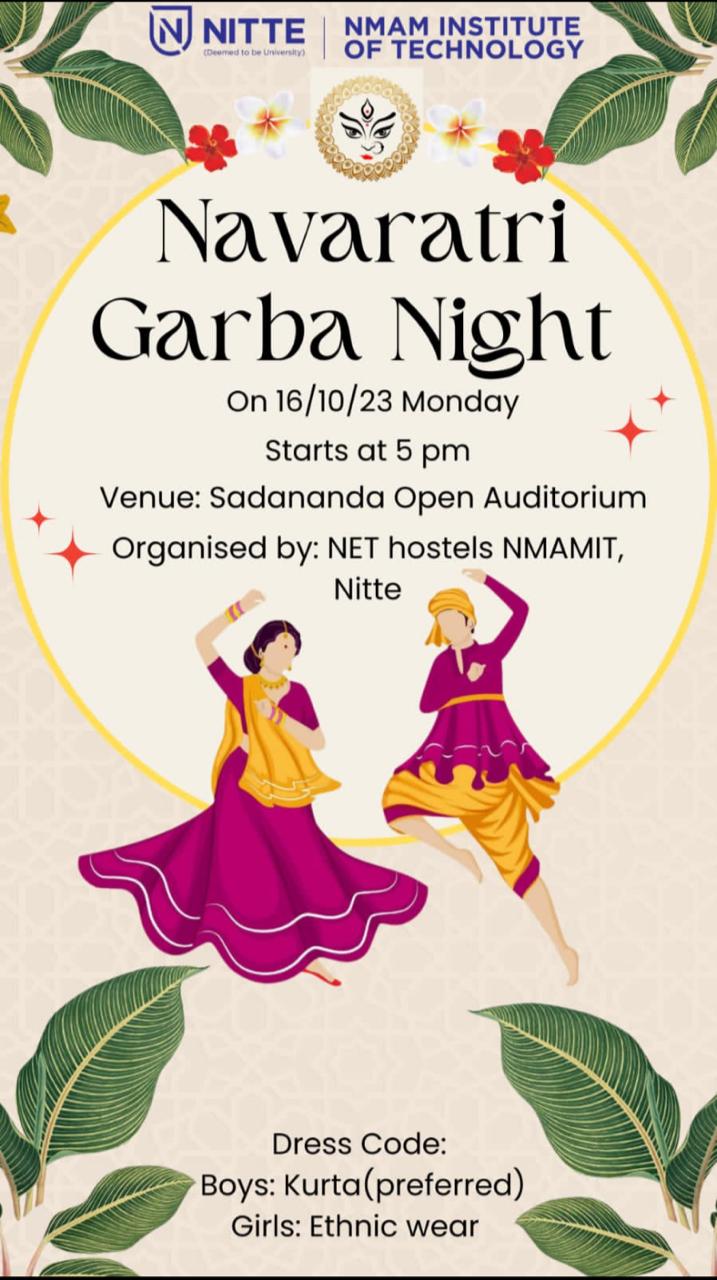 NITTE
(Deemed to be University)
NMAM INSTITUTE
OF TECHNOLOGY
Navaratri
Garba Night
On 16/10/23 Monday
Starts at 5 pm
Venue: Sadananda Open Auditorium
Organised by: NET hostels NMAMIT,
Nitte
Dress Code:
Boys: Kurta(preferred)
Girls: Ethnic wear